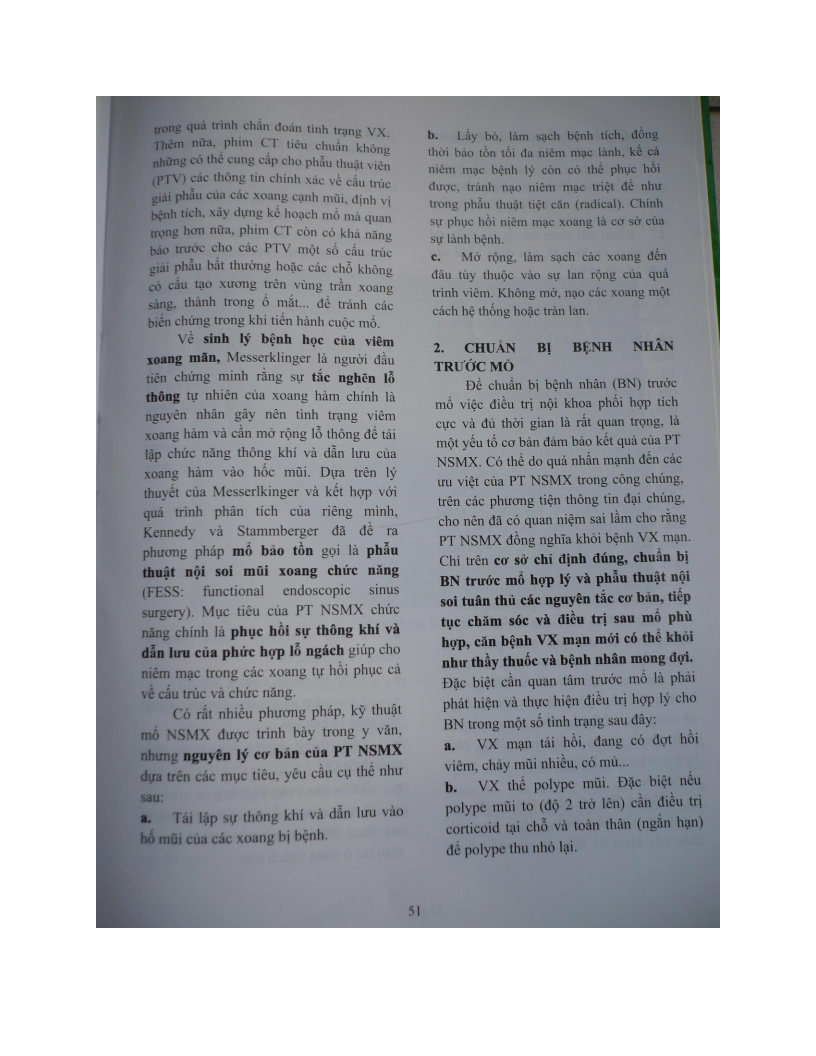 trong quá trình chẩn đoán tình trạng VX.
Thêm nữa, phim CT tiêu chuẩn không
những có thể cung cấp cho phẫu thuật viên
(PTV) các thông tin chính xác về cấu trúc
giải phẫu của các xoang cạnh mũi, định vị
bệnh tích, xây dựng kế hoạch mổ mà quan
trọng hơn nữa, phim CT còn có khả năng
báo trước cho các PTV một số cấu trúc
giải phẫu bất thường hoặc các chỗ không
có cấu tạo xương trên vùng trần xoang
sàng, thành trong ổ mắt... để tránh các
biến chứng trong khi tiến hành cuộc mổ.
Về sinh lý bệnh học của viêm
xoang mãn, Messerklinger là người đầu
tiên chứng minh rằng sự tắc nghẽn lỗ
thông tự nhiên của xoang hàm chính là
nguyên nhân gây nên tình trạng viêm
xoang hàm và cần mở rộng lỗ thông để tái
lập chức năng thông khí và dẫn lưu của
xoang hàm vào hốc mũi. Dựa trên lý
thuyết của Messerlkinger và kết hợp với
quá trình phân tích của riêng mình,
Kennedy và Stammberger đã đề ra
phương pháp mổ bảo tồn gọi là phẫu
thuật nội soi mũi xoang chức năng
(FESS: functional endoscopic sinus
surgery). Mục tiêu của PT NSMX chức
năng chính là phục hồi sự thông khí và
dẫn lưu của phức hợp lỗ ngách giúp cho
niêm mạc trong các xoang tự hồi phục cả
về cấu trúc và chức năng.
Có rất nhiều phương pháp, kỹ thuật
mổ NSMX được trình bày trong y văn,
nhưng nguyên lý cơ bản của PT NSMX
dựa trên các mục tiêu, yêu cầu cụ thể như
sau:
a. Tái lập sự thông khí và dẫn lưu vào
hố mũi của các xoang bị bệnh.
b. Lấy bỏ, làm sạch bệnh tích, đồng
thời bảo tồn tối đa niêm mạc lành, kể cả
niêm mạc bệnh lý còn có thể phục hồi
được, tránh nạo niêm mạc triệt để như
trong phẫu thuật tiệt căn (radical). Chính
sự phục hồi niêm mạc xoang là cơ sở của
sự lành bệnh.
c. Mở rộng, làm sạch các xoang đến
đâu tùy thuộc vào sự lan rộng của quá
trình viêm. Không mở, nạo các xoang một
cách hệ thống hoặc tràn lan.
2. CHUẨN BỊ BỆNH NHÂN
TRƯỚC MỔ
Để chuẩn bị bệnh nhân (BN) trước
mổ việc điều trị nội khoa phối hợp tích
cực và đủ thời gian là rất quan trọng, là
một yếu tố cơ bản đảm bảo kết quả của PT
NSMX. Có thể do quá nhấn mạnh đến các
ưu việt của PT NSMX trong công chúng,
trên các phương tiện thông tin đại chúng,
cho nên đã có quan niệm sai lầm cho rằng
PT NSMX đồng nghĩa khỏi bệnh VX mạn.
Chỉ trên cơ sở chỉ định đúng, chuẩn bị
BN trước mổ hợp lý và phẫu thuật nội
soi tuân thủ các nguyên tắc cơ bản, tiếp
tục chăm sóc và điều trị sau mổ phù
hợp, căn bệnh VX mạn mới có thể khỏi
như thầy thuốc và bệnh nhân mong đợi.
Đặc biệt cần quan tâm trước mổ là phải
phát hiện và thực hiện điều trị hợp lý cho
BN trong một số tình trạng sau đây:
a. VX mạn tái hồi, đang có đợt hồi
viêm, chảy mũi nhiều, có mủ...
b. VX thể polype mũi. Đặc biệt nếu
polype mũi to (độ 2 trở lên) cần điều trị
corticoid tại chỗ và toàn thân (ngắn hạn)
để polype thu nhỏ lại.
51